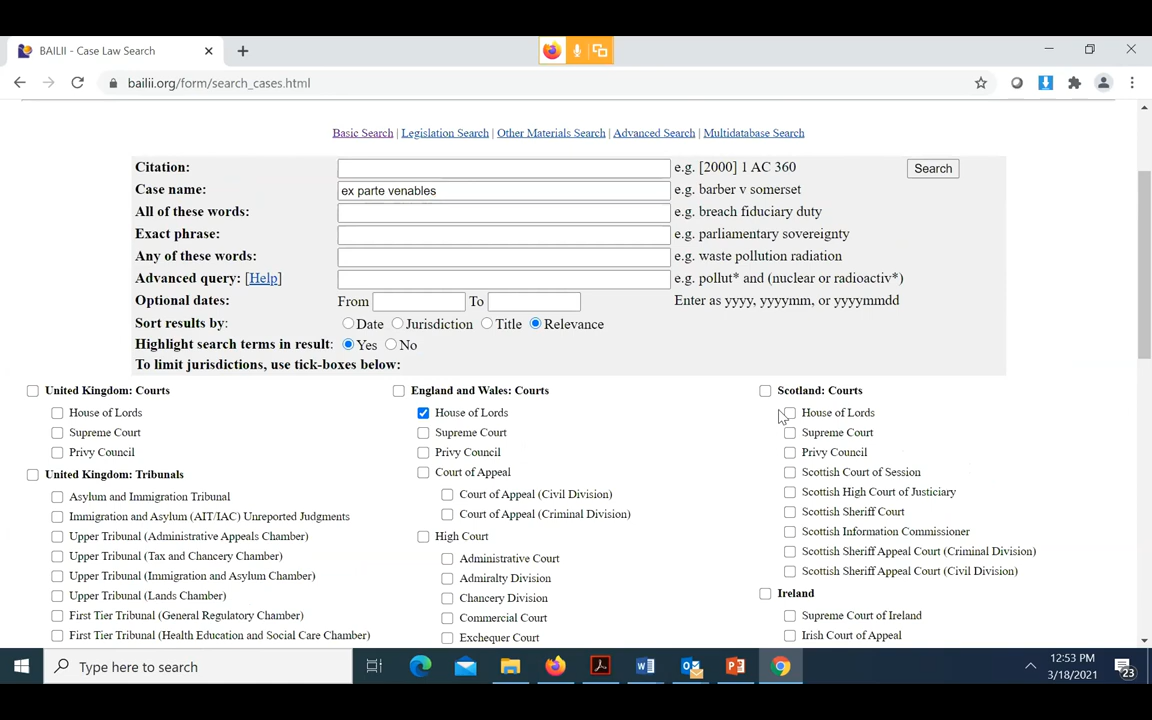 BAILII - Case Law Search
bailii.org/form/search_cases.html
Basic Search | Legislation Search | Other Materials Search | Advanced Search | Multidatabase Search
Citation: e.g. [2000] 1 AC 360 Search
Case name: ex parte venables e.g. barber v somerset
All of these words: e.g. breach fiduciary duty
Exact phrase: e.g. parliamentary sovereignty
Any of these words: e.g. waste pollution radiation
Advanced query: [Help] e.g. pollut* and (nuclear or radioactiv*)
Optional dates: From To Enter as yyyy, yyyymm, or yyyymmdd
Sort results by: Date Jurisdiction Title Relevance
Highlight search terms in result: Yes No
To limit jurisdictions, use tick-boxes below:
United Kingdom: Courts
House of Lords
Supreme Court
Privy Council
United Kingdom: Tribunals
Asylum and Immigration Tribunal
Immigration and Asylum (AIT/IAC) Unreported Judgments
Upper Tribunal (Administrative Appeals Chamber)
Upper Tribunal (Tax and Chancery Chamber)
Upper Tribunal (Immigration and Asylum Chamber)
Upper Tribunal (Lands Chamber)
First Tier Tribunal (General Regulatory Chamber)
First Tier Tribunal (Health Education and Social Care Chamber)
England and Wales: Courts
House of Lords
Supreme Court
Privy Council
Court of Appeal
Court of Appeal (Civil Division)
Court of Appeal (Criminal Division)
High Court
Administrative Court
Admiralty Division
Chancery Division
Commercial Court
Exchequer Court
Scotland: Courts
House of Lords
Supreme Court
Privy Council
Scottish Court of Session
Scottish High Court of Justiciary
Scottish Sheriff Court
Scottish Information Commissioner
Scottish Sheriff Appeal Court (Criminal Division)
Scottish Sheriff Appeal Court (Civil Division)
Ireland
Supreme Court of Ireland
Irish Court of Appeal
Type here to search
12:53 PM
3/18/2021
23